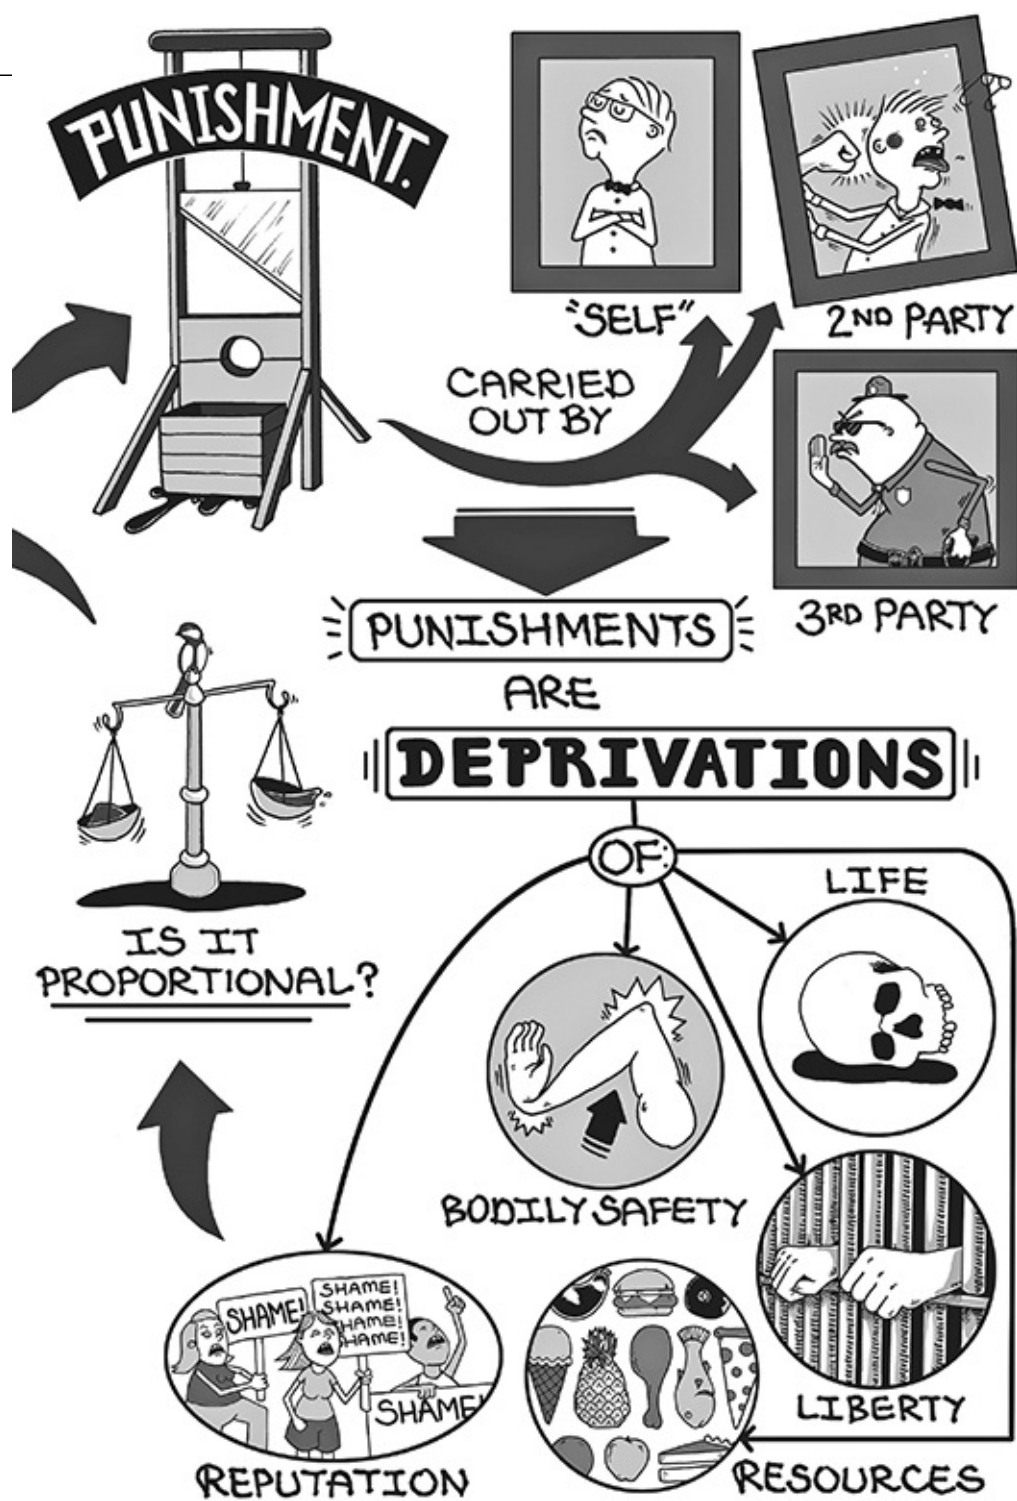 PUNISHMENT.
"SELF"
2ND PARTY
CARRIED
OUT BY
3RD PARTY
PUNISHMENTS
ARE
DEPRIVATIONS
OF:
LIFE
IS IT
PROPORTIONAL?
BODILY SAFETY
LIBERTY
SHAME!
SHAME!
SHAME!
SHAME!
SHAME!
SHAME!
REPUTATION
RESOURCES